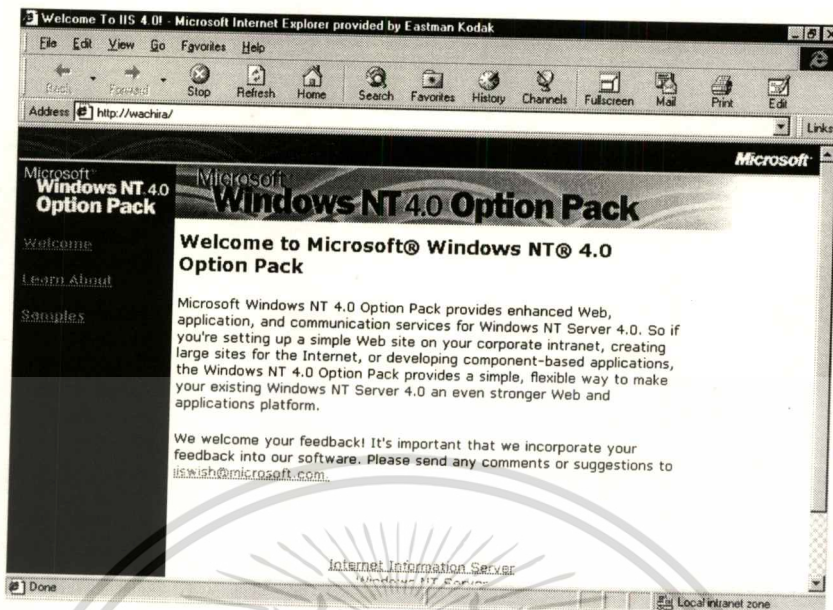 Welcome To IIS 4.0! - Microsoft Internet Explorer provided by Eastman Kodak
File Edit View Go Favorites Help
Back Forward Stop Refresh Home Search Favorites History Channels Fullscreen Mail Print Edit
Address http://wachira/ Links
Microsoft
Microsoft
Windows NT 4.0
Option Pack
Welcome
Learn About
Samples
Microsoft
Windows NT 4.0 Option Pack
Welcome to Microsoft® Windows NT® 4.0
Option Pack
Microsoft Windows NT 4.0 Option Pack provides enhanced Web,
application, and communication services for Windows NT Server 4.0. So if
you're setting up a simple Web site on your corporate intranet, creating
large sites for the Internet, or developing component-based applications,
the Windows NT 4.0 Option Pack provides a simple, flexible way to make
your existing Windows NT Server 4.0 an even stronger Web and
applications platform.
We welcome your feedback! It's important that we incorporate your
feedback into our software. Please send any comments or suggestions to
iiswish@microsoft.com.
Internet Information Server
Windows NT Server
Done Local intranet zone